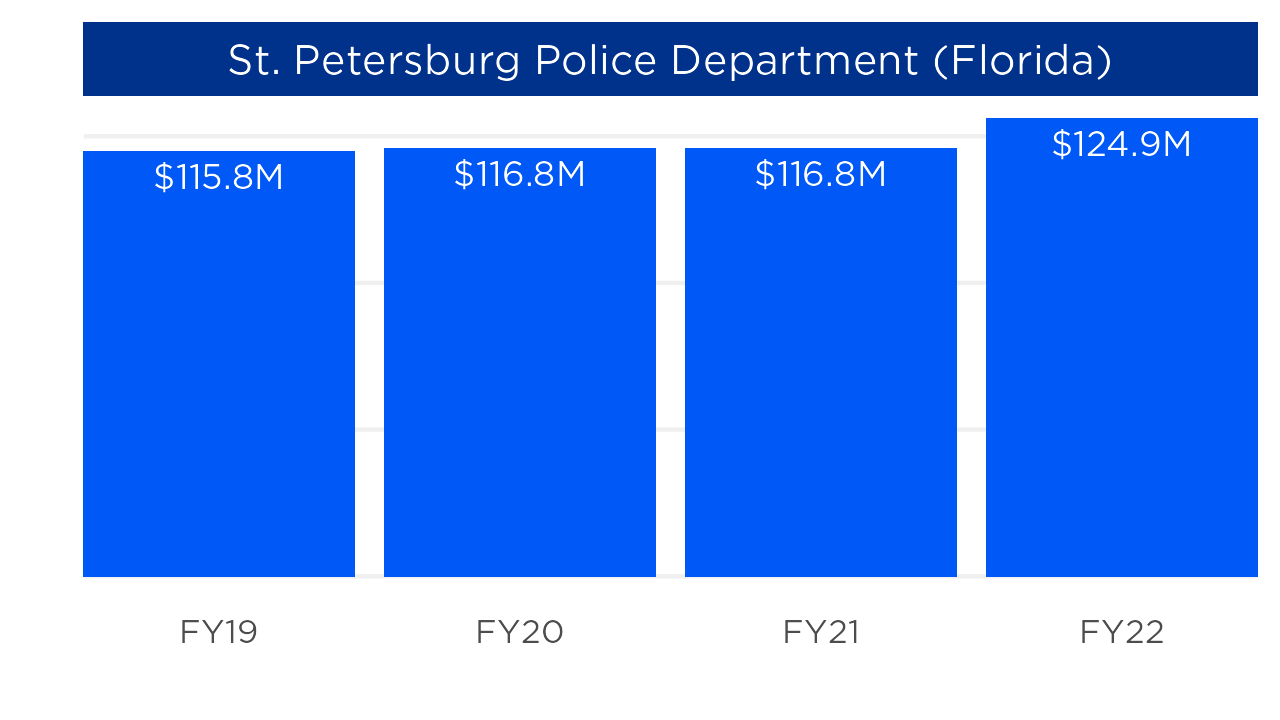 St. Petersburg Police Department (Florida)
$115.8M
$116.8M
$116.8M
$124.9M
FY19
FY20
FY21
FY22